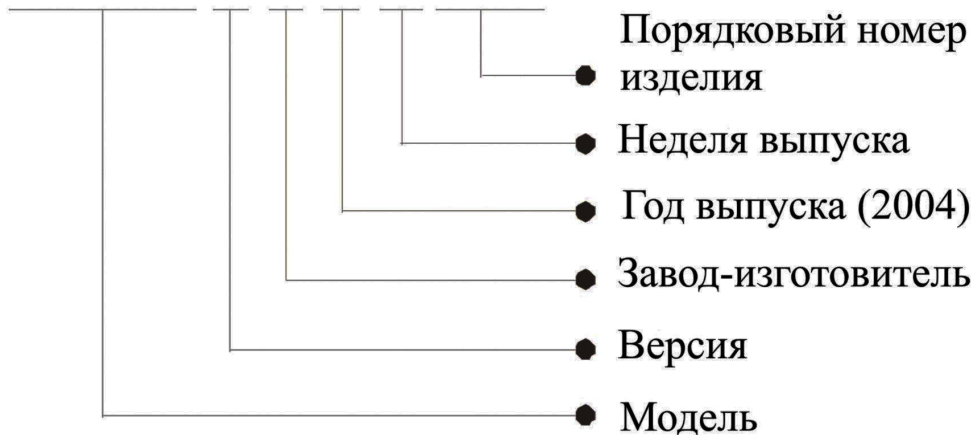 Порядковый номер
изделия
Неделя выпуска
Год выпуска (2004)
Завод-изготовитель
Версия
Модель